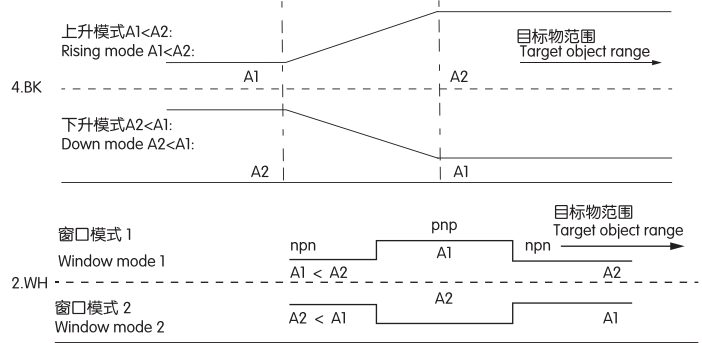 上升模式A1<A2:
Rising mode A1<A2:
目标物范围
Target object range
A1
A2
4.BK
下升模式A2<A1:
Down mode A2<A1:
A2
A1
目标物范围
Target object range
窗口模式 1
Window mode 1
npn
pnp
npn
A1
A1 < A2
A2
2.WH
窗口模式 2
Window mode 2
A2
A2 < A1
A1